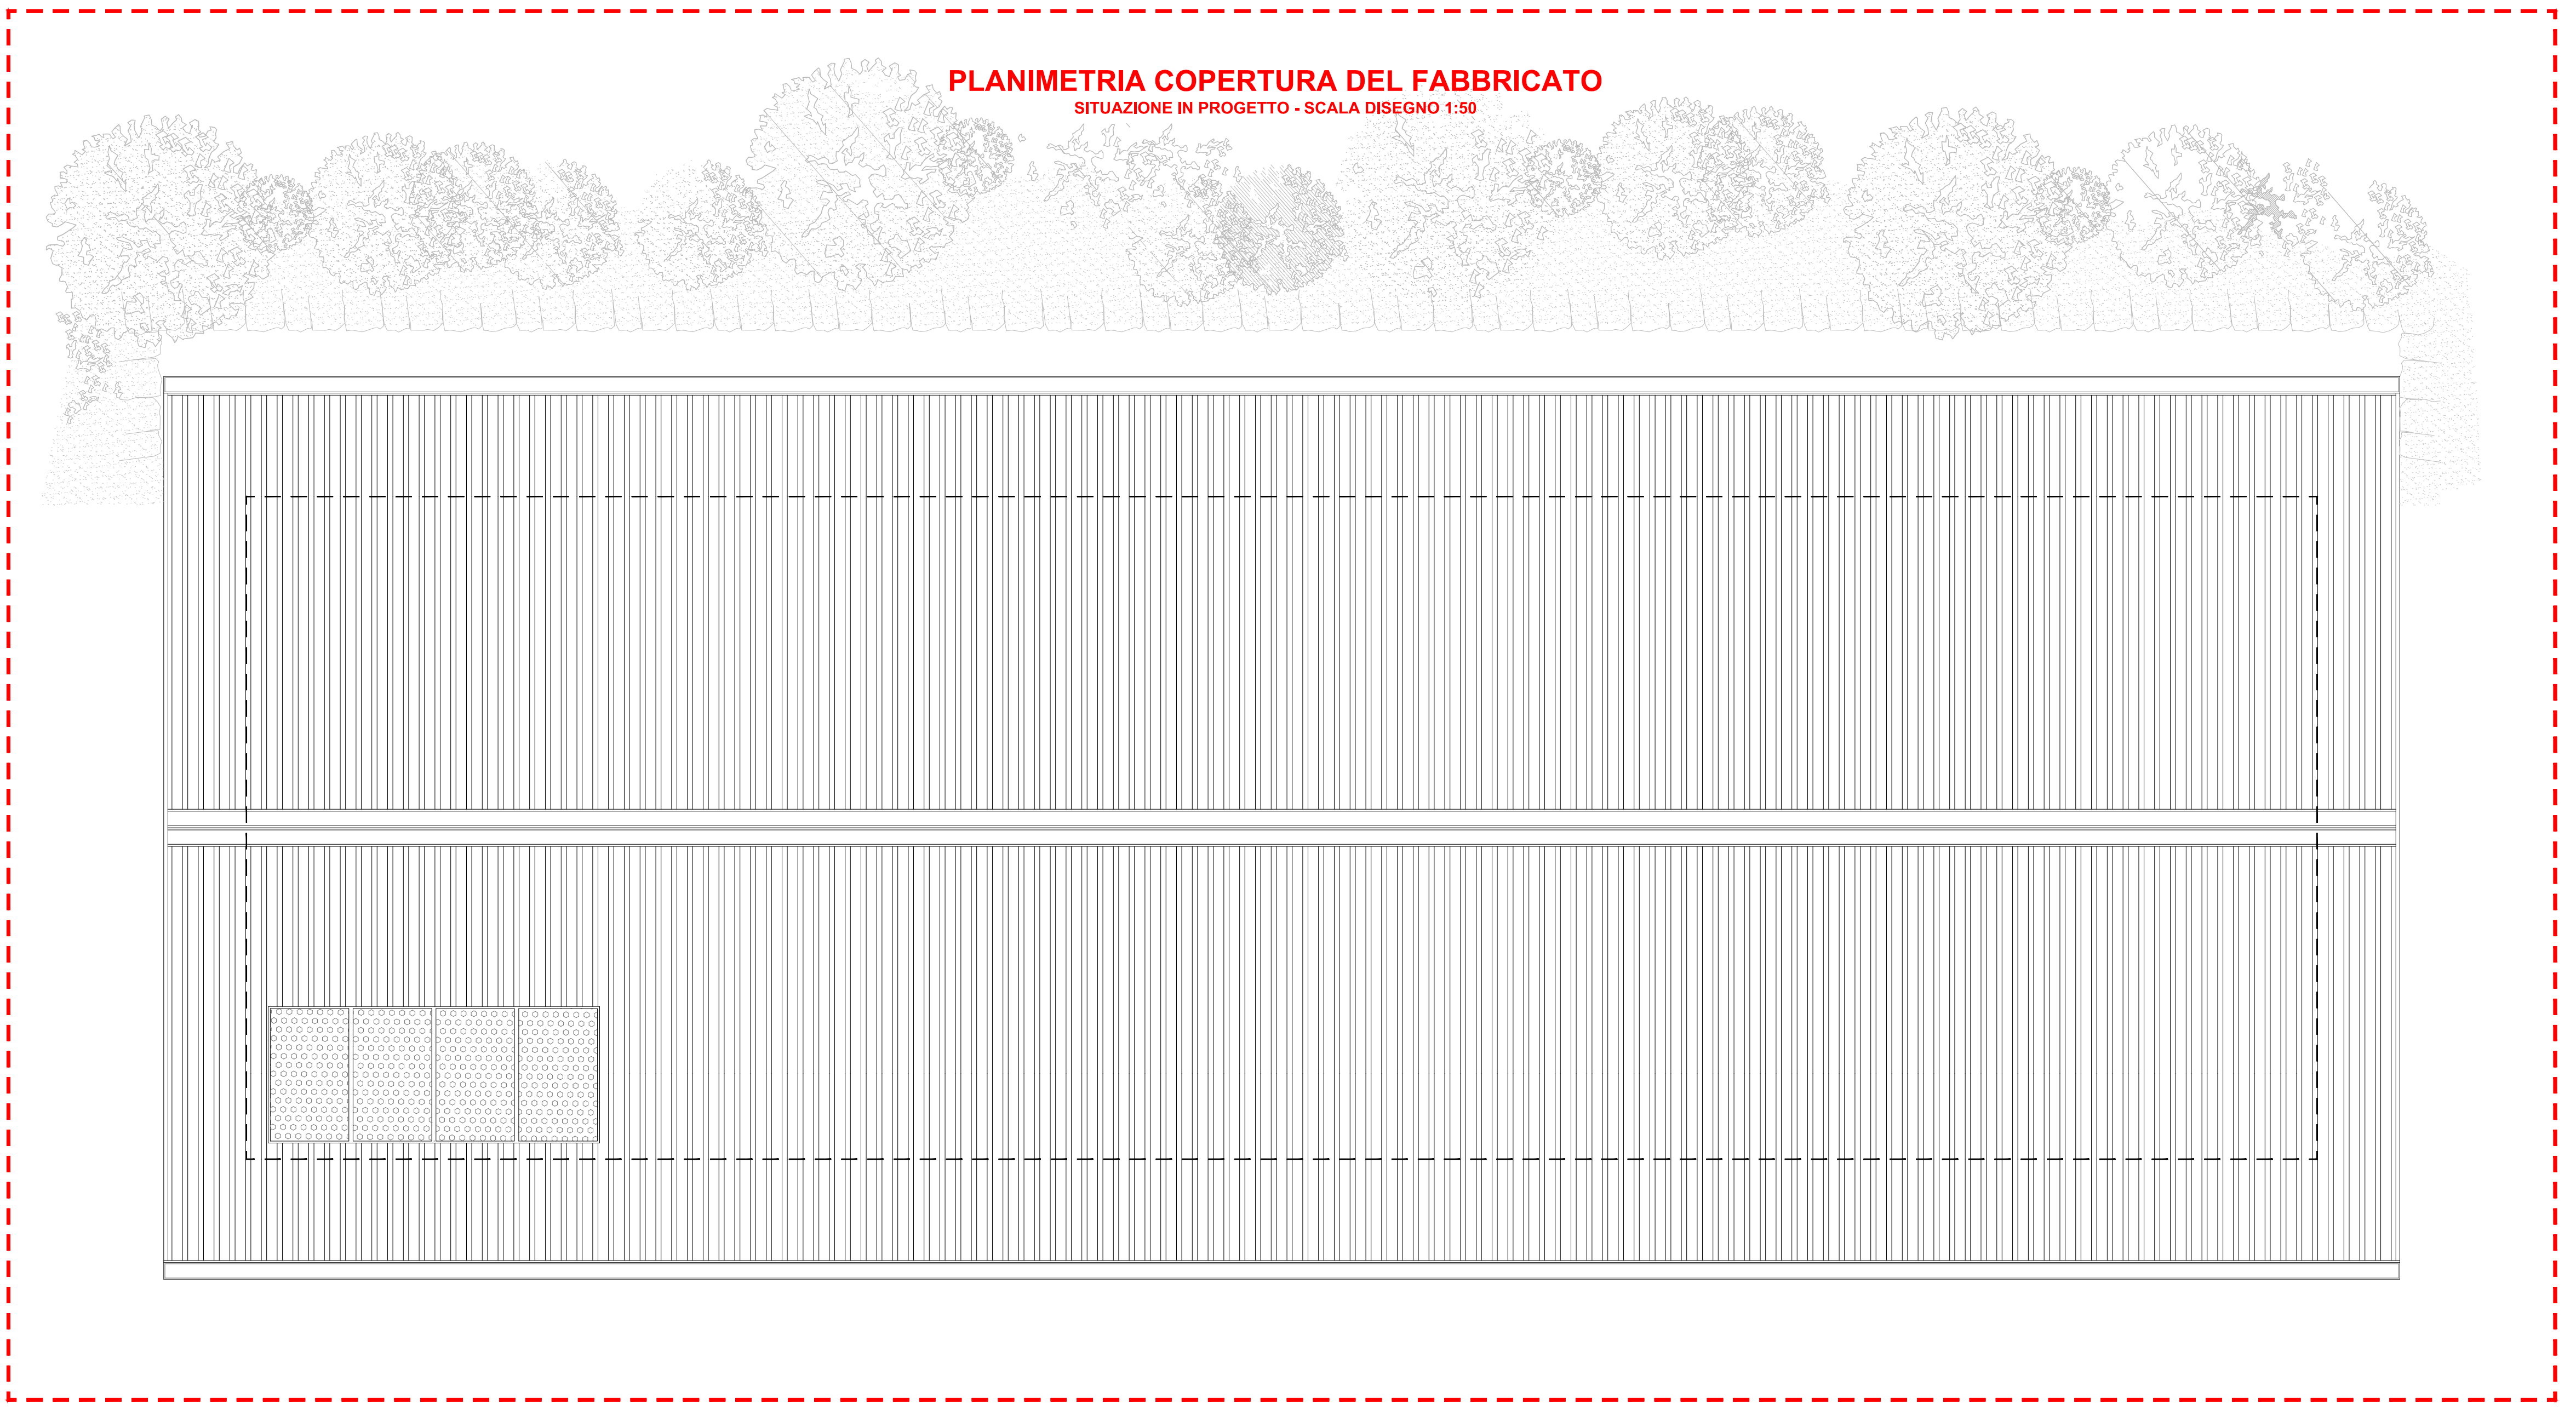 PLANIMETRIA COPERTURA DEL FABBRICATO
SITUAZIONE IN PROGETTO - SCALA DISEGNO 1:50